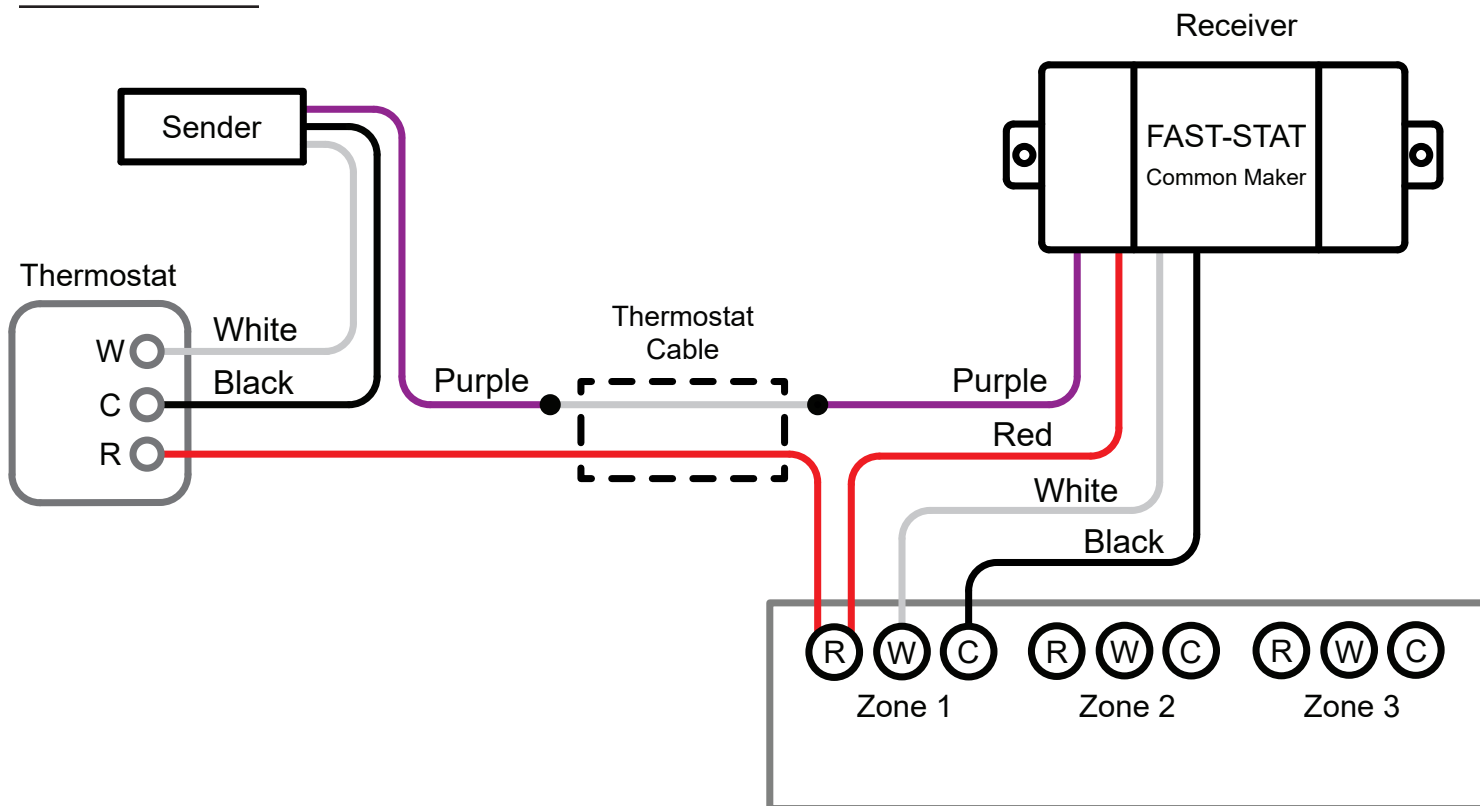 Receiver
Sender
FAST-STAT
Common Maker
Thermostat
W
White
C
Black
R
Thermostat
Cable
Purple
Purple
Red
White
Black
R W C R W C R W C
Zone 1 Zone 2 Zone 3